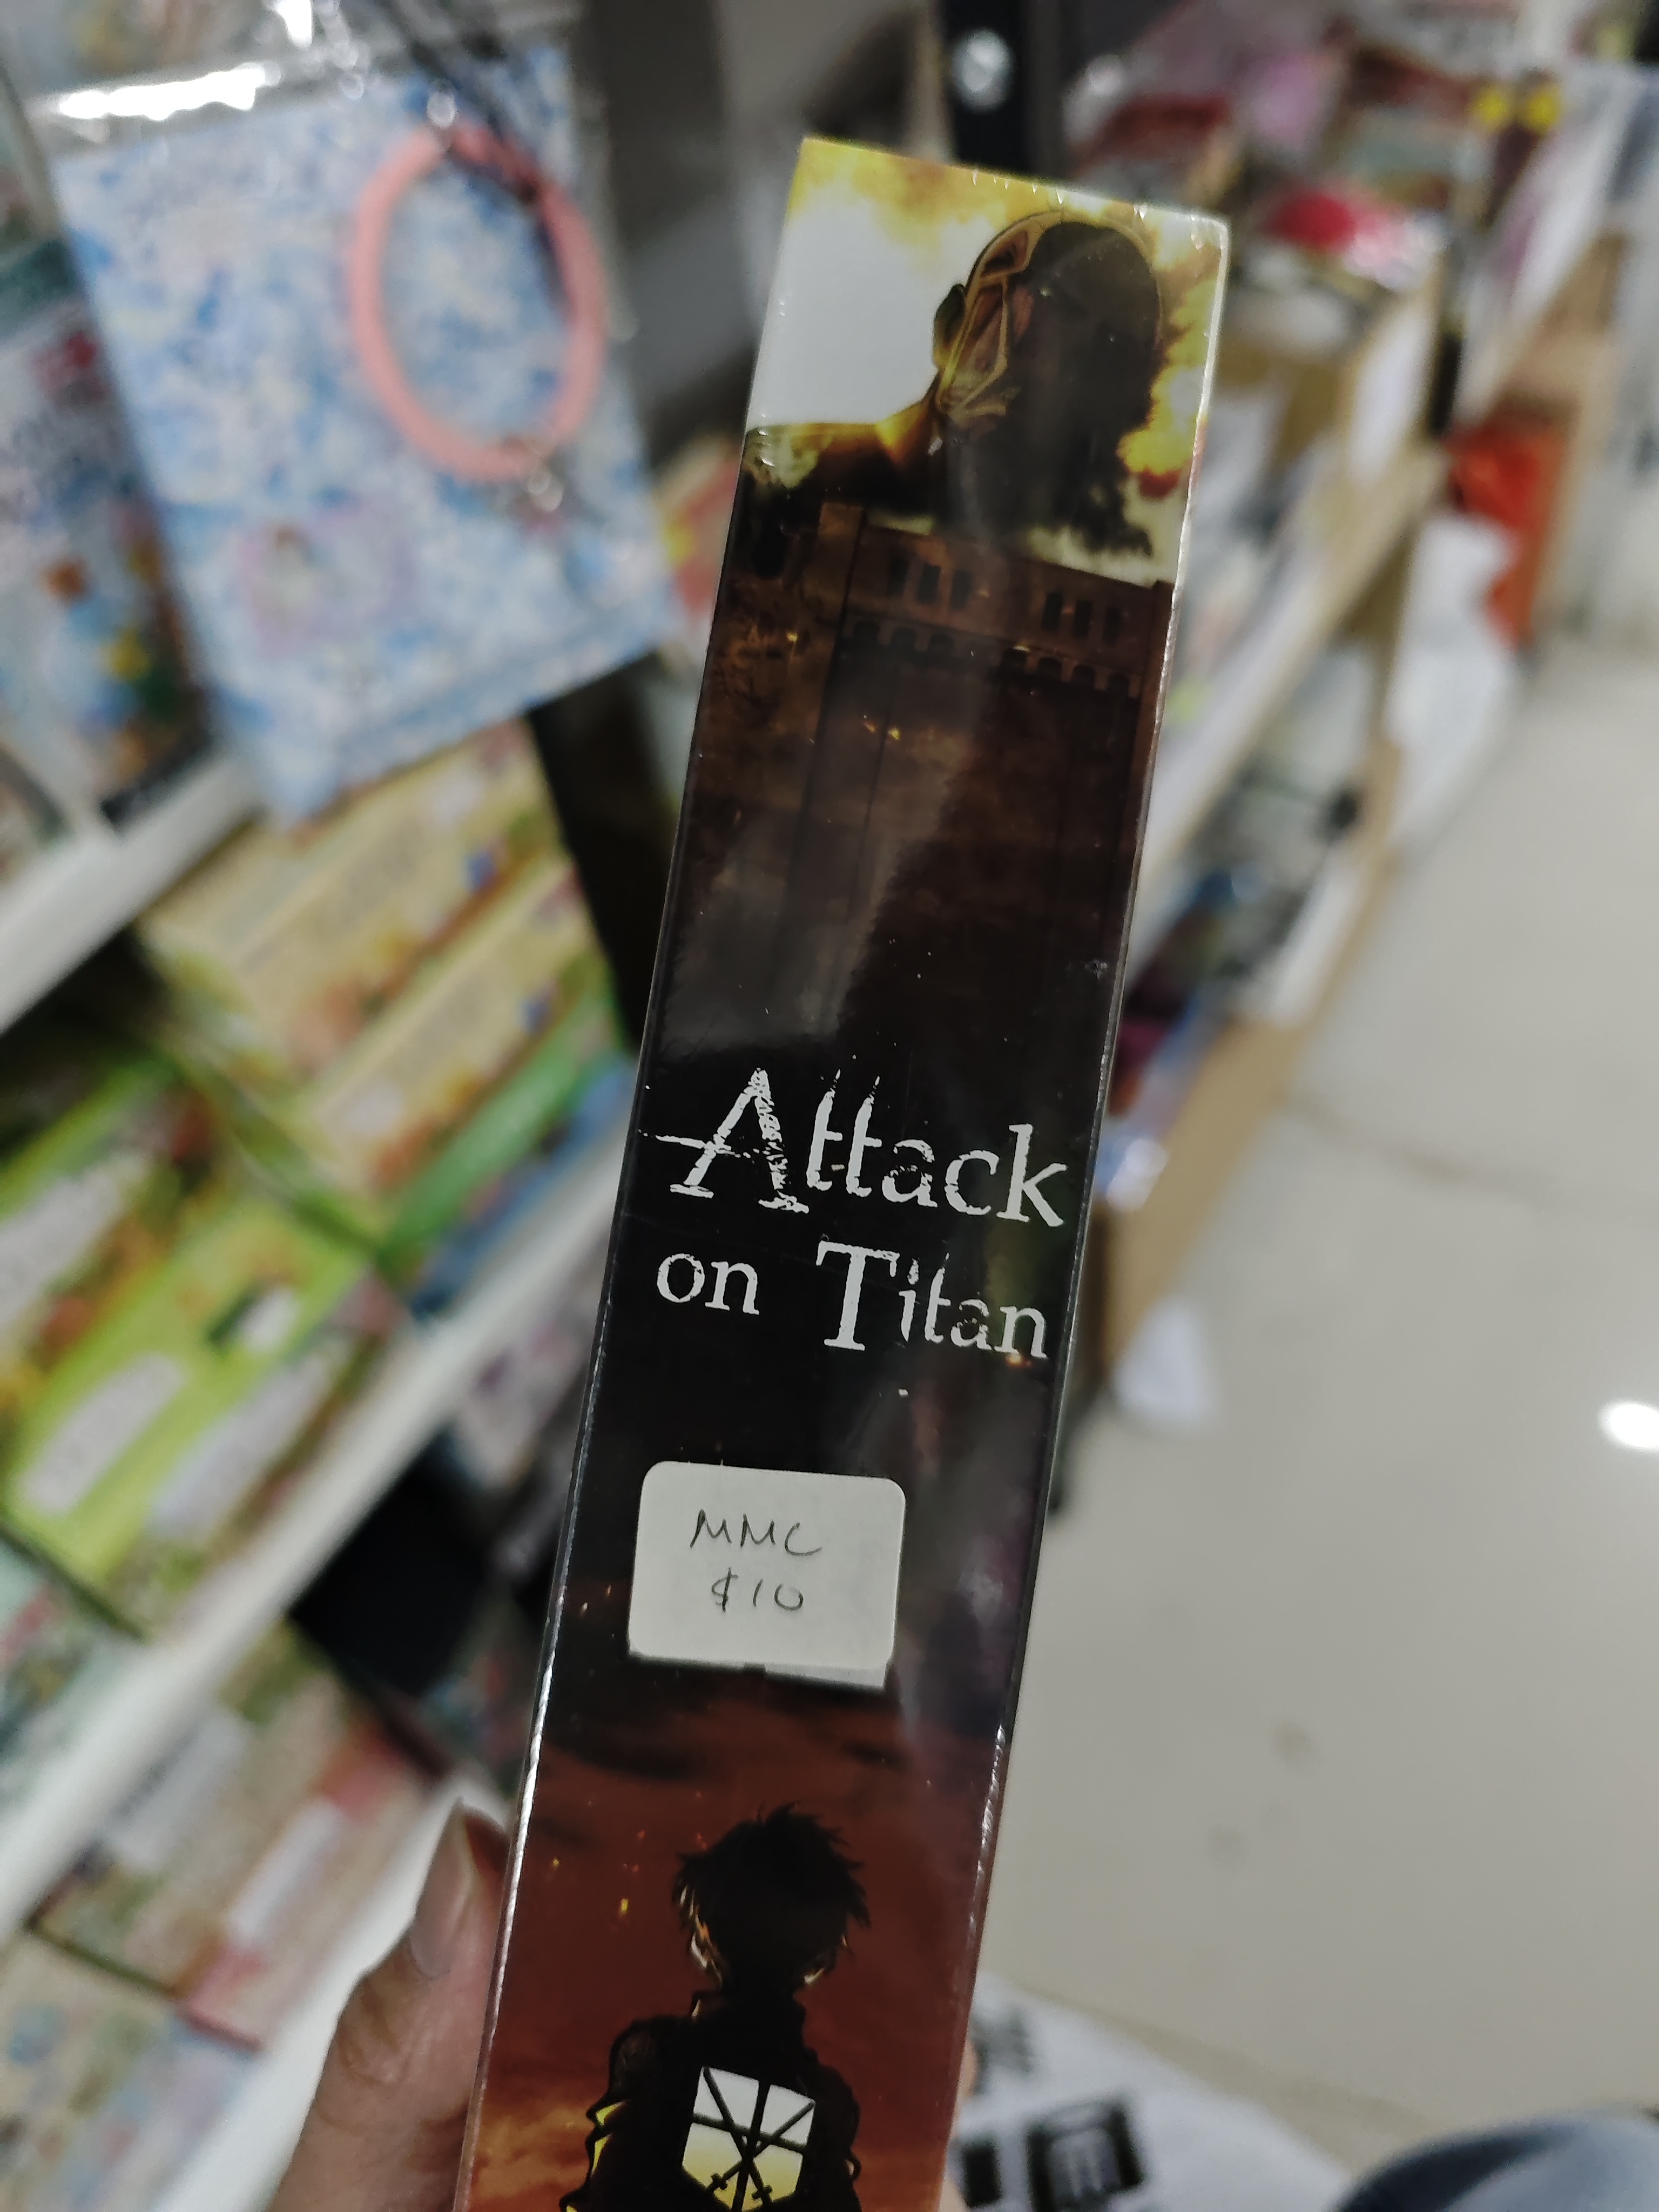 Attack
on Titan
MMC
$10